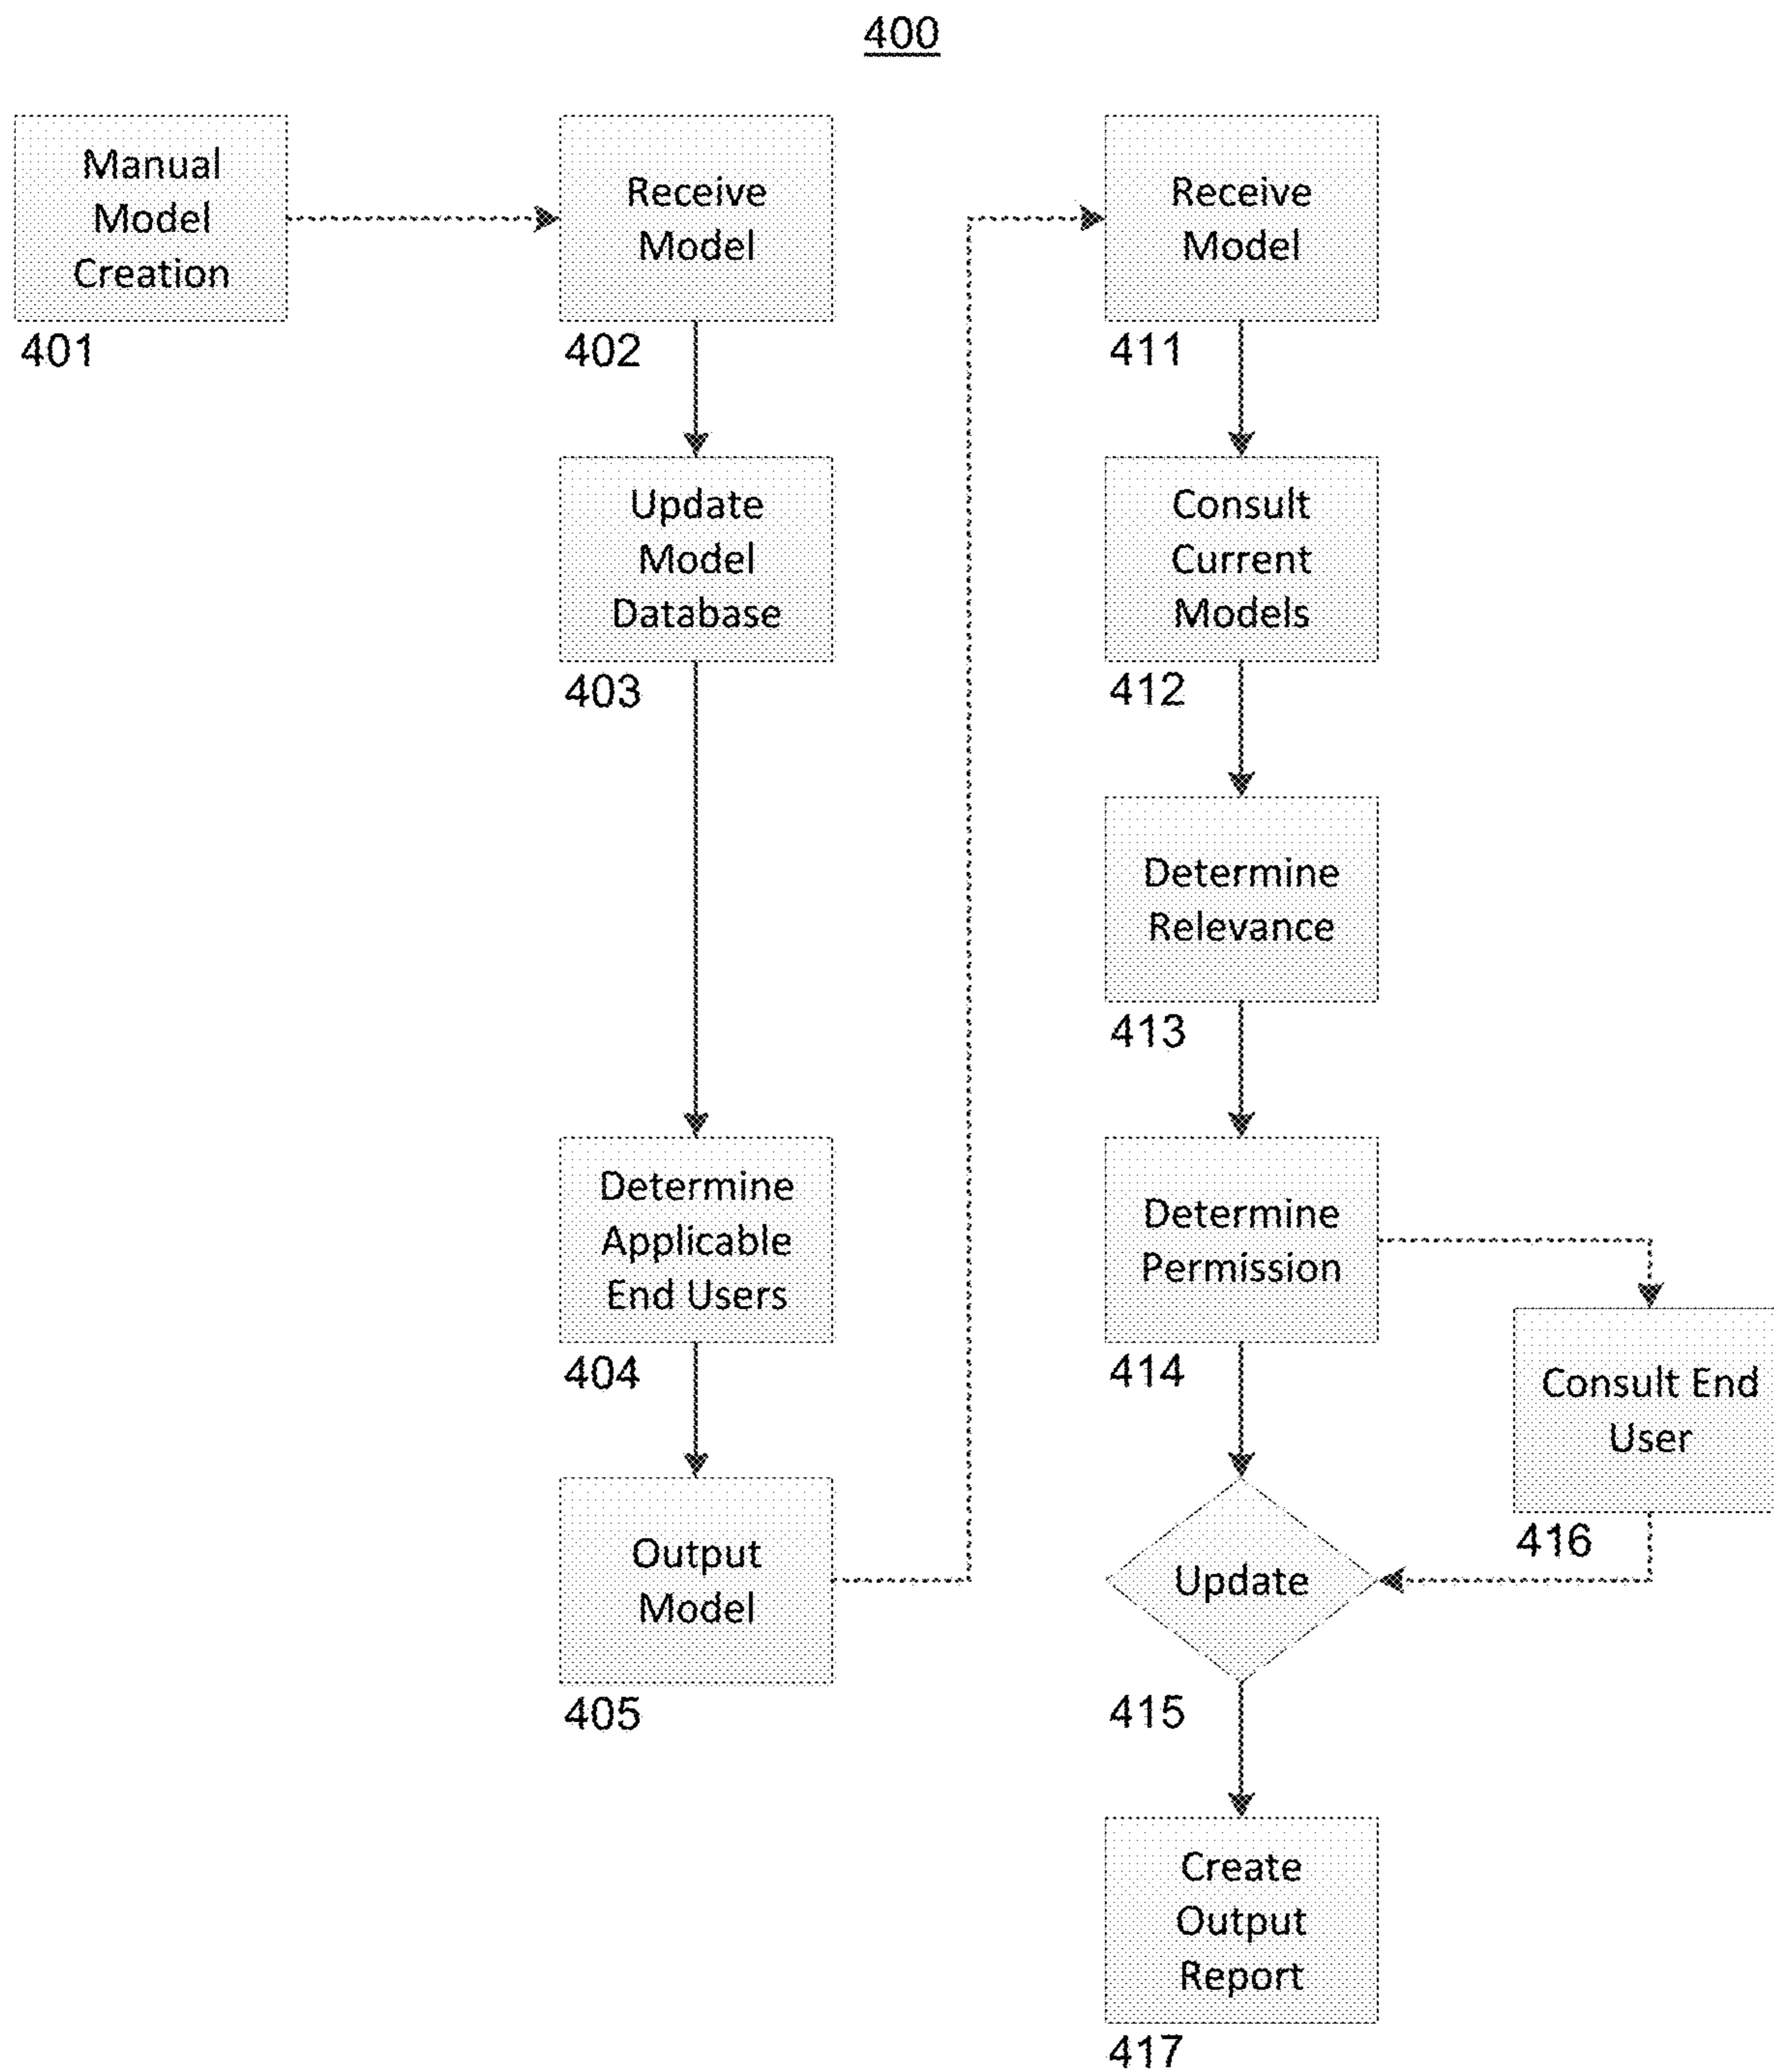 400
Manual
Model
Creation
401
Receive
Model
402
Update
Model
Database
403
Determine
Applicable
End Users
404
Output
Model
405
Receive
Model
411
Consult
Current
Models
412
Determine
Relevance
413
Determine
Permission
414
Consult End
User
416
Update
415
Create
Output
Report
417